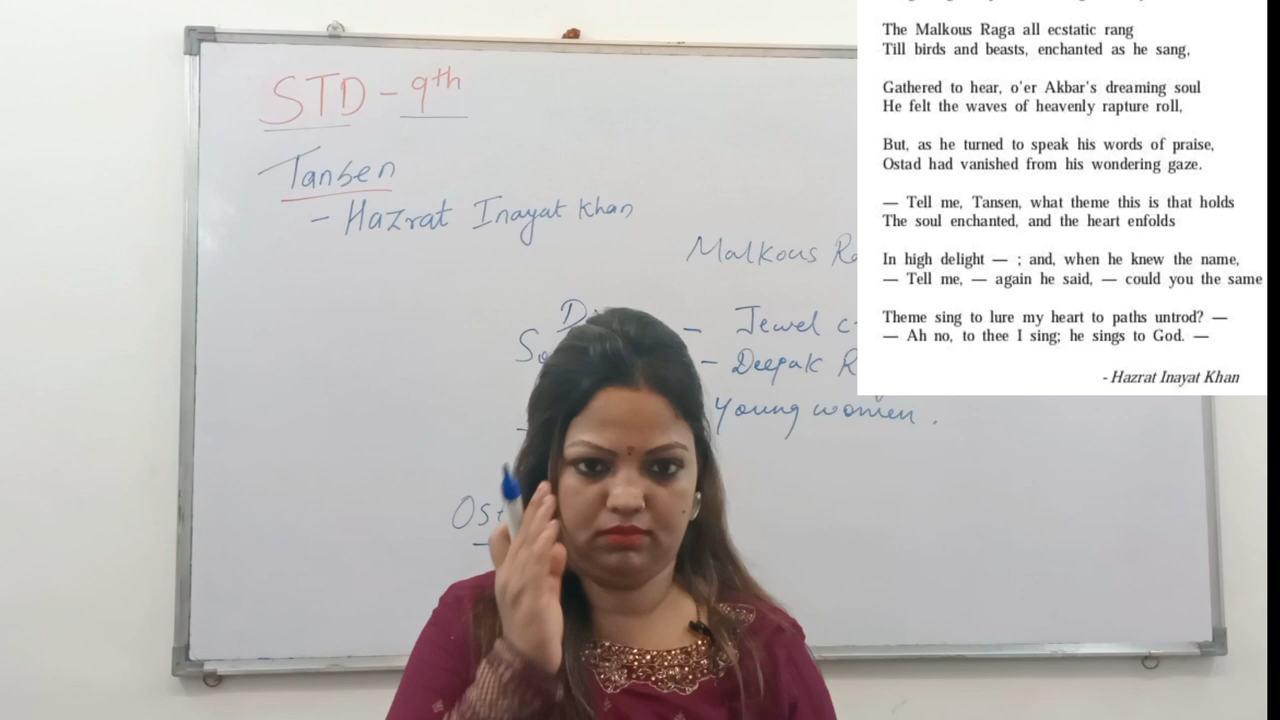 STD - 9th
Tansen
- Hazrat Inayat Khan
Malkous
- Jewel
- Deepak
Young women.
The Malkous Raga all ecstatic rang
Till birds and beasts, enchanted as he sang,
Gathered to hear, o'er Akbar's dreaming soul
He felt the waves of heavenly rapture roll,
But, as he turned to speak his words of praise,
Ostad had vanished from his wondering gaze.
— Tell me, Tansen, what theme this is that holds
The soul enchanted, and the heart enfolds
In high delight — ; and, when he knew the name,
— Tell me, — again he said, — could you the same
Theme sing to lure my heart to paths untrod? —
— Ah no, to thee I sing; he sings to God. —
- Hazrat Inayat Khan